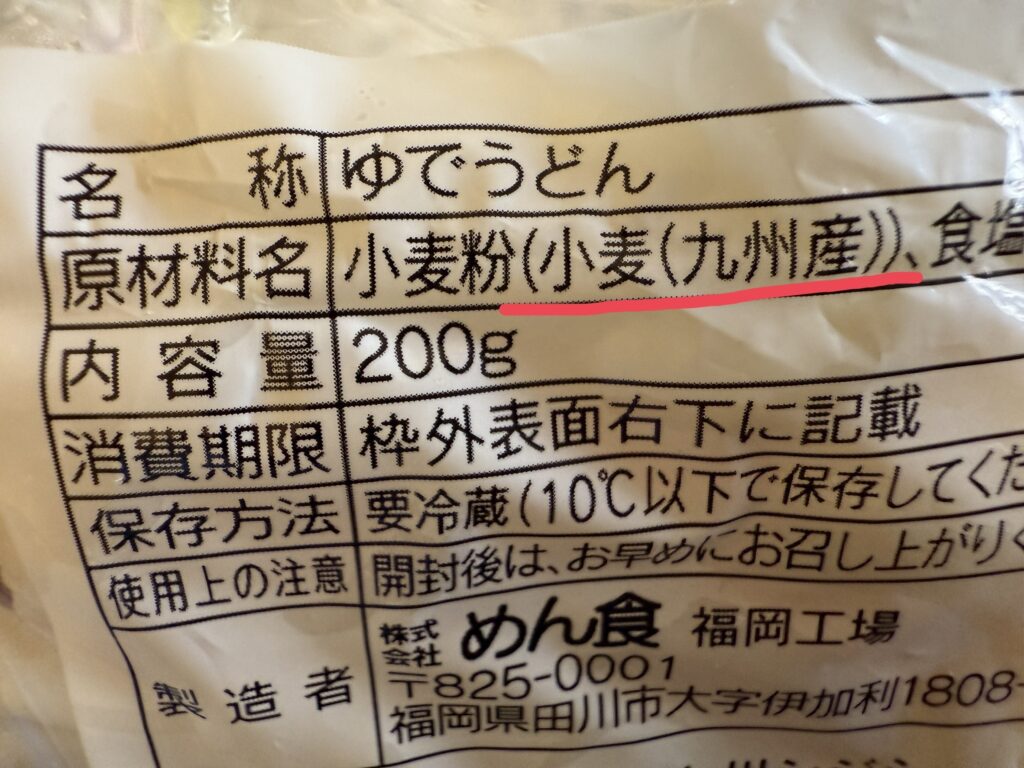 名称 ゆでうどん
原材料名 小麦粉(小麦(九州産))、食塩
内容量 200g
消費期限 枠外表面右下に記載
保存方法 要冷蔵(10℃以下で保存してくだ
使用上の注意 開封後は、お早めにお召し上がりく
製造者 株式会社 めん食 福岡工場
〒825-0001
福岡県田川市大字伊加利1808-